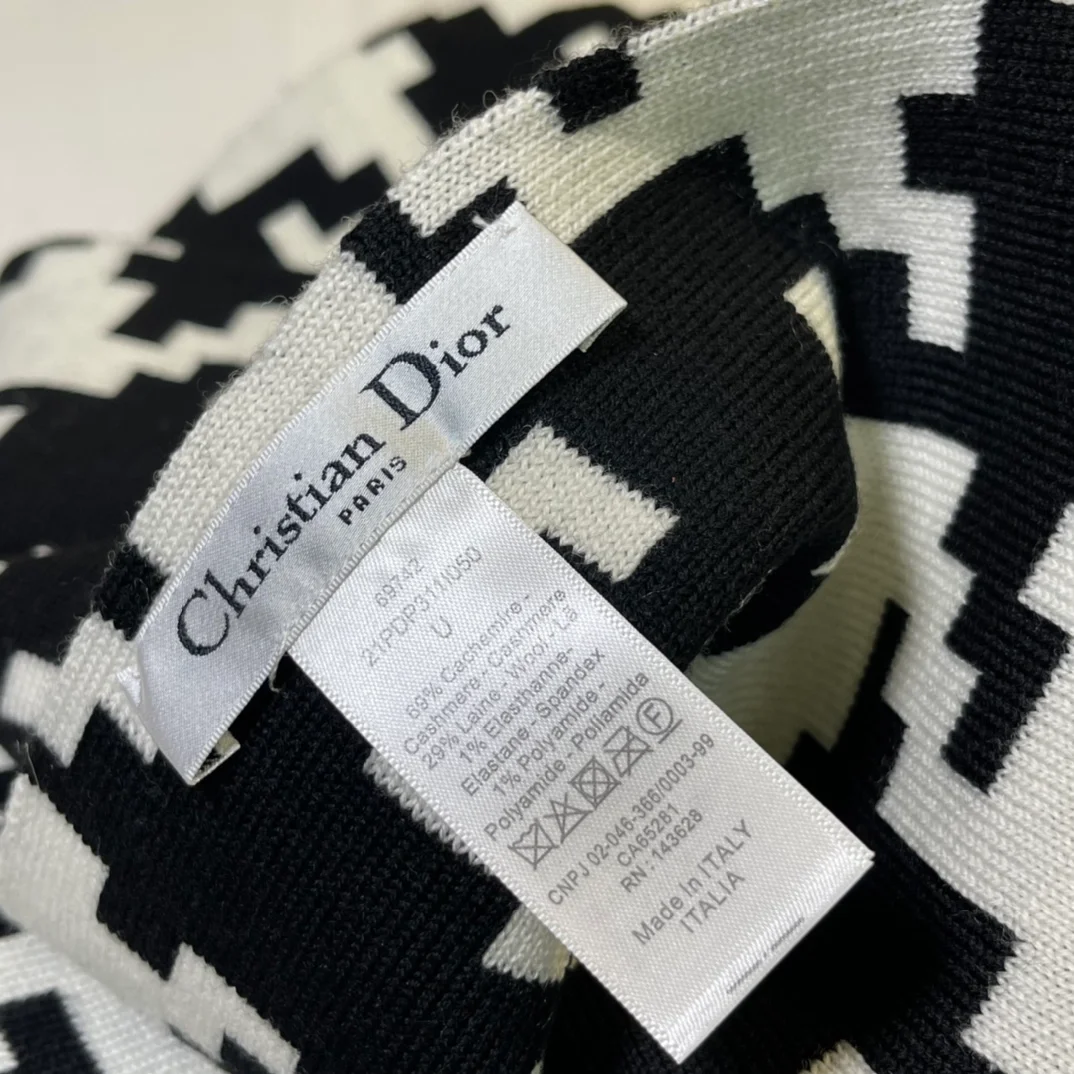 Christian Dior
PARIS
69742
21PDP311I050
U
69% Cachemire -
Cashmere - Cashmere
29% Laine - Wool - Lã
1% Elasthanne-
Elastane - Spandex
1% Polyamide -
Polyamide - Poliamida
CNPJ 02-046-366/0003-99
CA65281
RN : 143628
Made in ITALY
ITALIA